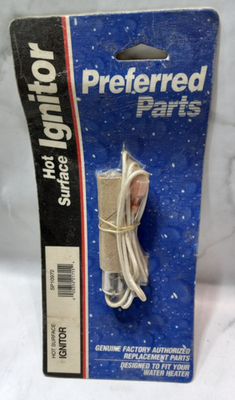 Hot
Surface
Ignitor
Preferred
Parts
SP10972
HOT SURFACE
IGNITOR
GENUINE FACTORY AUTHORIZED
REPLACEMENT PARTS
DESIGNED TO FIT YOUR
WATER HEATER